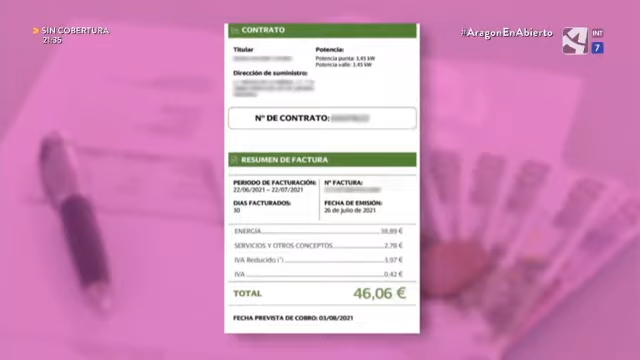 SIN COBERTURA
21:35
#AragonEnAbierto
INT
7
CONTRATO
Titular
Potencia:
Potencia punta: 3,45 kW
Potencia valle: 3,45 kW
Dirección de suministro:
Nº DE CONTRATO:
RESUMEN DE FACTURA
PERIODO DE FACTURACIÓN:
22/06/2021 – 22/07/2021
Nº FACTURA:
DIAS FACTURADOS:
30
FECHA DE EMISIÓN:
26 de julio de 2021
ENERGÍA 38,89 €
SERVICIOS Y OTROS CONCEPTOS 2,78 €
IVA Reducido (*) 3,97 €
IVA 0,42 €
TOTAL 46,06 €
FECHA PREVISTA DE COBRO: 03/08/2021